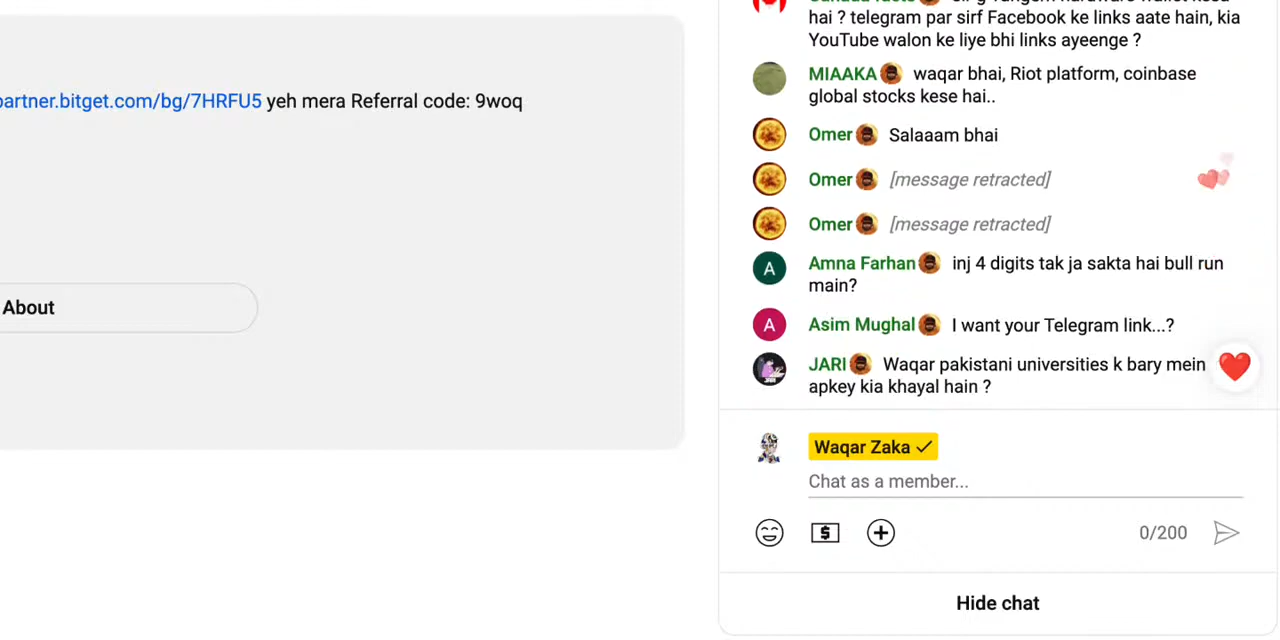 partner.bitget.com/bg/7HRFU5 yeh mera Referral code: 9woq
About
hai ? telegram par sirf Facebook ke links aate hain, kia
YouTube walon ke liye bhi links ayeenge ?
MIAAKA waqar bhai, Riot platform, coinbase
global stocks kese hai..
Omer Salaaam bhai
Omer [message retracted]
Omer [message retracted]
A Amna Farhan inj 4 digits tak ja sakta hai bull run
main?
A Asim Mughal I want your Telegram link...?
JARI Waqar pakistani universities k bary mein
apkey kia khayal hain ?
Waqar Zaka
Chat as a member...
0/200
Hide chat